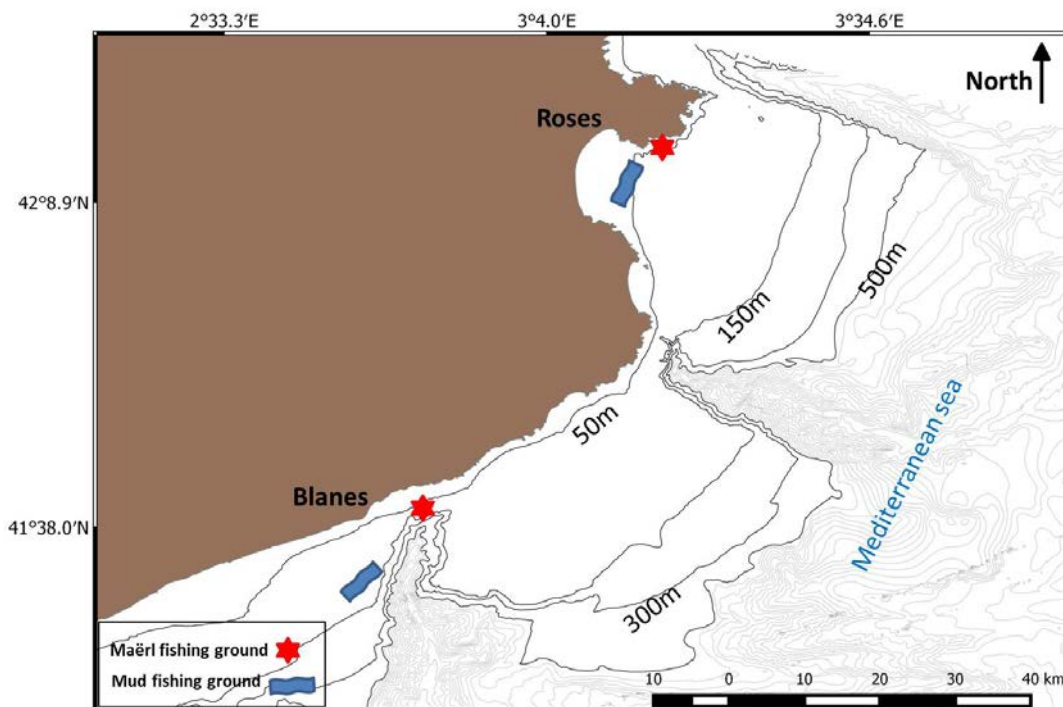 2°33.3'E
3°4.0'E
3°34.6'E
North
Roses
42°8.9'N
500m
150m
50m
Mediterranean sea
Blanes
41°38.0'N
300m
Maërl fishing ground
Mud fishing ground
10 0 10 20 30 40 km